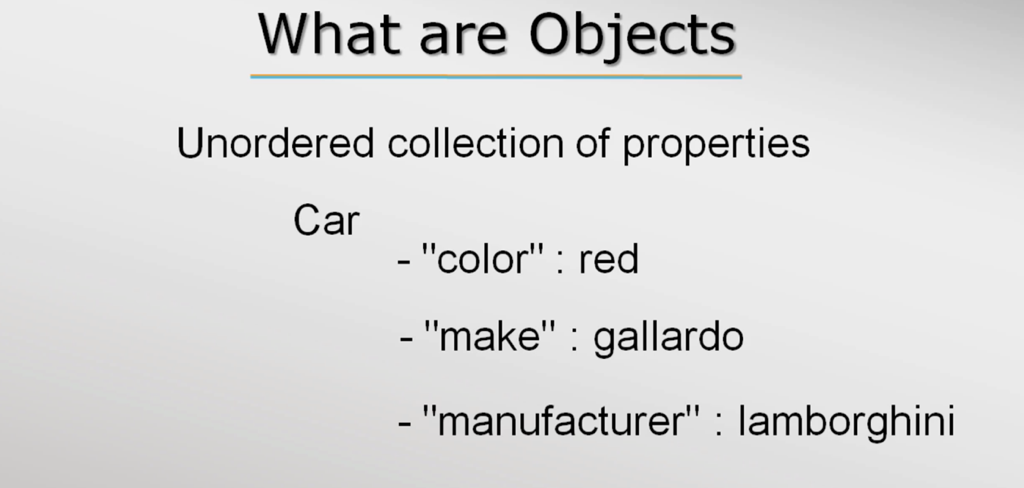 What are Objects
Unordered collection of properties
Car
- "color" : red
- "make" : gallardo
- "manufacturer" : lamborghini